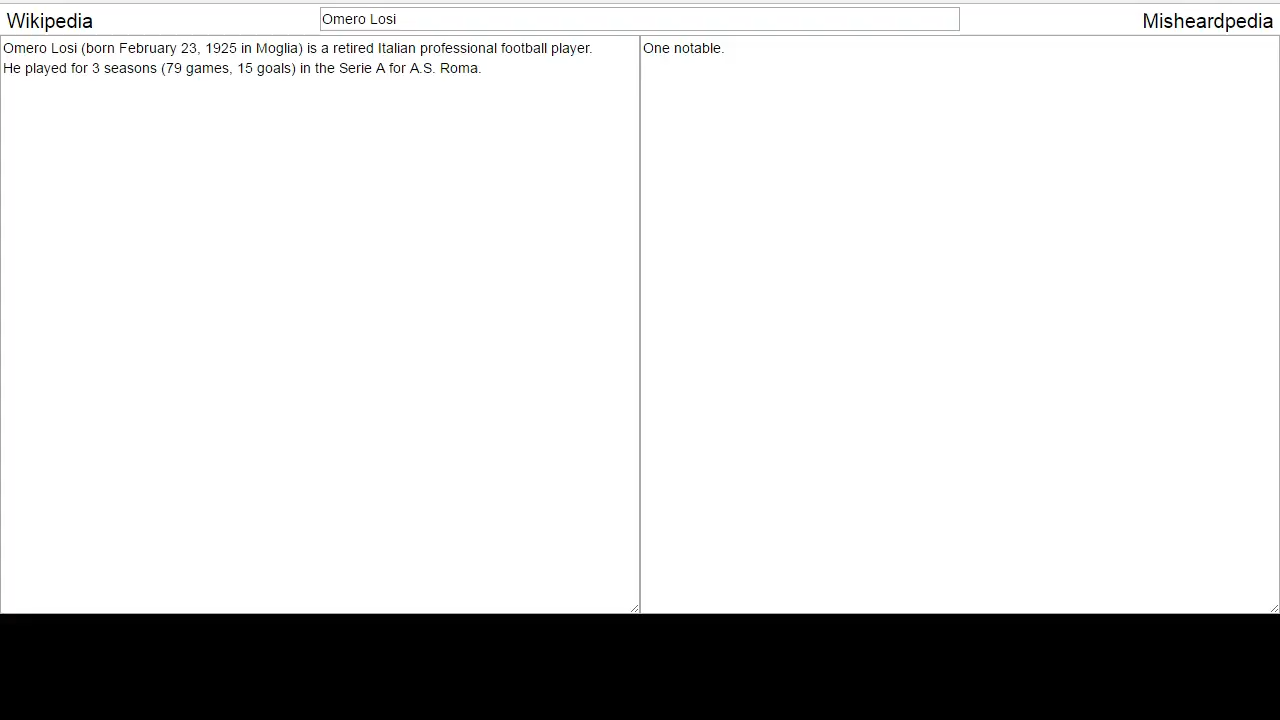 Wikipedia
Omero Losi
Misheardpedia
Omero Losi (born February 23, 1925 in Moglia) is a retired Italian professional football player.
He played for 3 seasons (79 games, 15 goals) in the Serie A for A.S. Roma.
One notable.